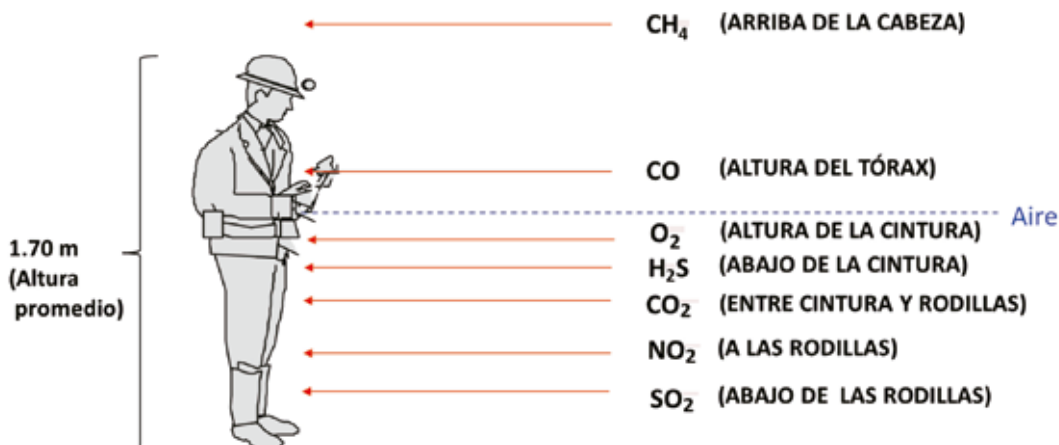 CH₄ (ARRIBA DE LA CABEZA)
CO (ALTURA DEL TÓRAX)
Aire
O₂ (ALTURA DE LA CINTURA)
H₂S (ABAJO DE LA CINTURA)
CO₂ (ENTRE CINTURA Y RODILLAS)
NO₂ (A LAS RODILLAS)
SO₂ (ABAJO DE LAS RODILLAS)
1.70 m
(Altura
promedio)